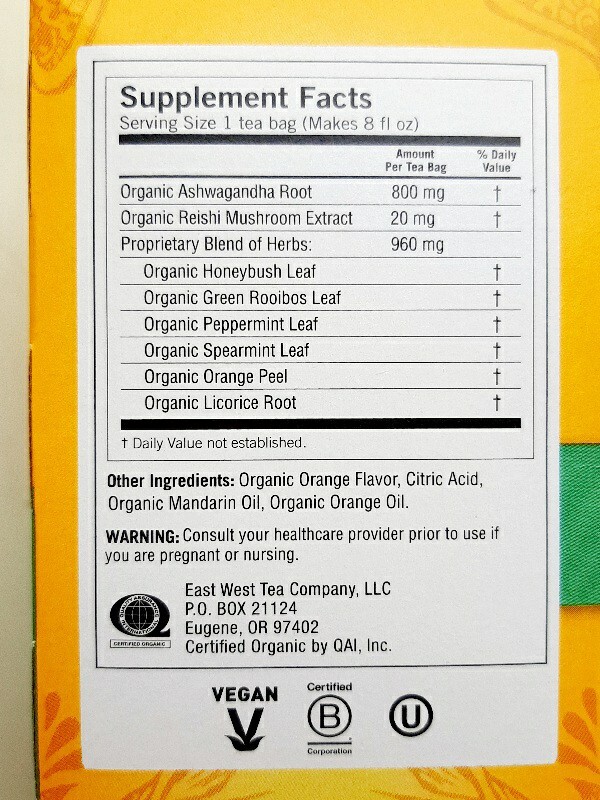 Supplement Facts
Serving Size 1 tea bag (Makes 8 fl oz)
Amount Per Tea Bag
% Daily Value
Organic Ashwagandha Root 800 mg †
Organic Reishi Mushroom Extract 20 mg †
Proprietary Blend of Herbs: 960 mg
Organic Honeybush Leaf †
Organic Green Rooibos Leaf †
Organic Peppermint Leaf †
Organic Spearmint Leaf †
Organic Orange Peel †
Organic Licorice Root †
† Daily Value not established.
Other Ingredients: Organic Orange Flavor, Citric Acid,
Organic Mandarin Oil, Organic Orange Oil.
WARNING: Consult your healthcare provider prior to use if
you are pregnant or nursing.
QUALITY ASSURANCE INTERNATIONAL
CERTIFIED ORGANIC
East West Tea Company, LLC
P.O. BOX 21124
Eugene, OR 97402
Certified Organic by QAI, Inc.
VEGAN
Certified
B
Corporation
U